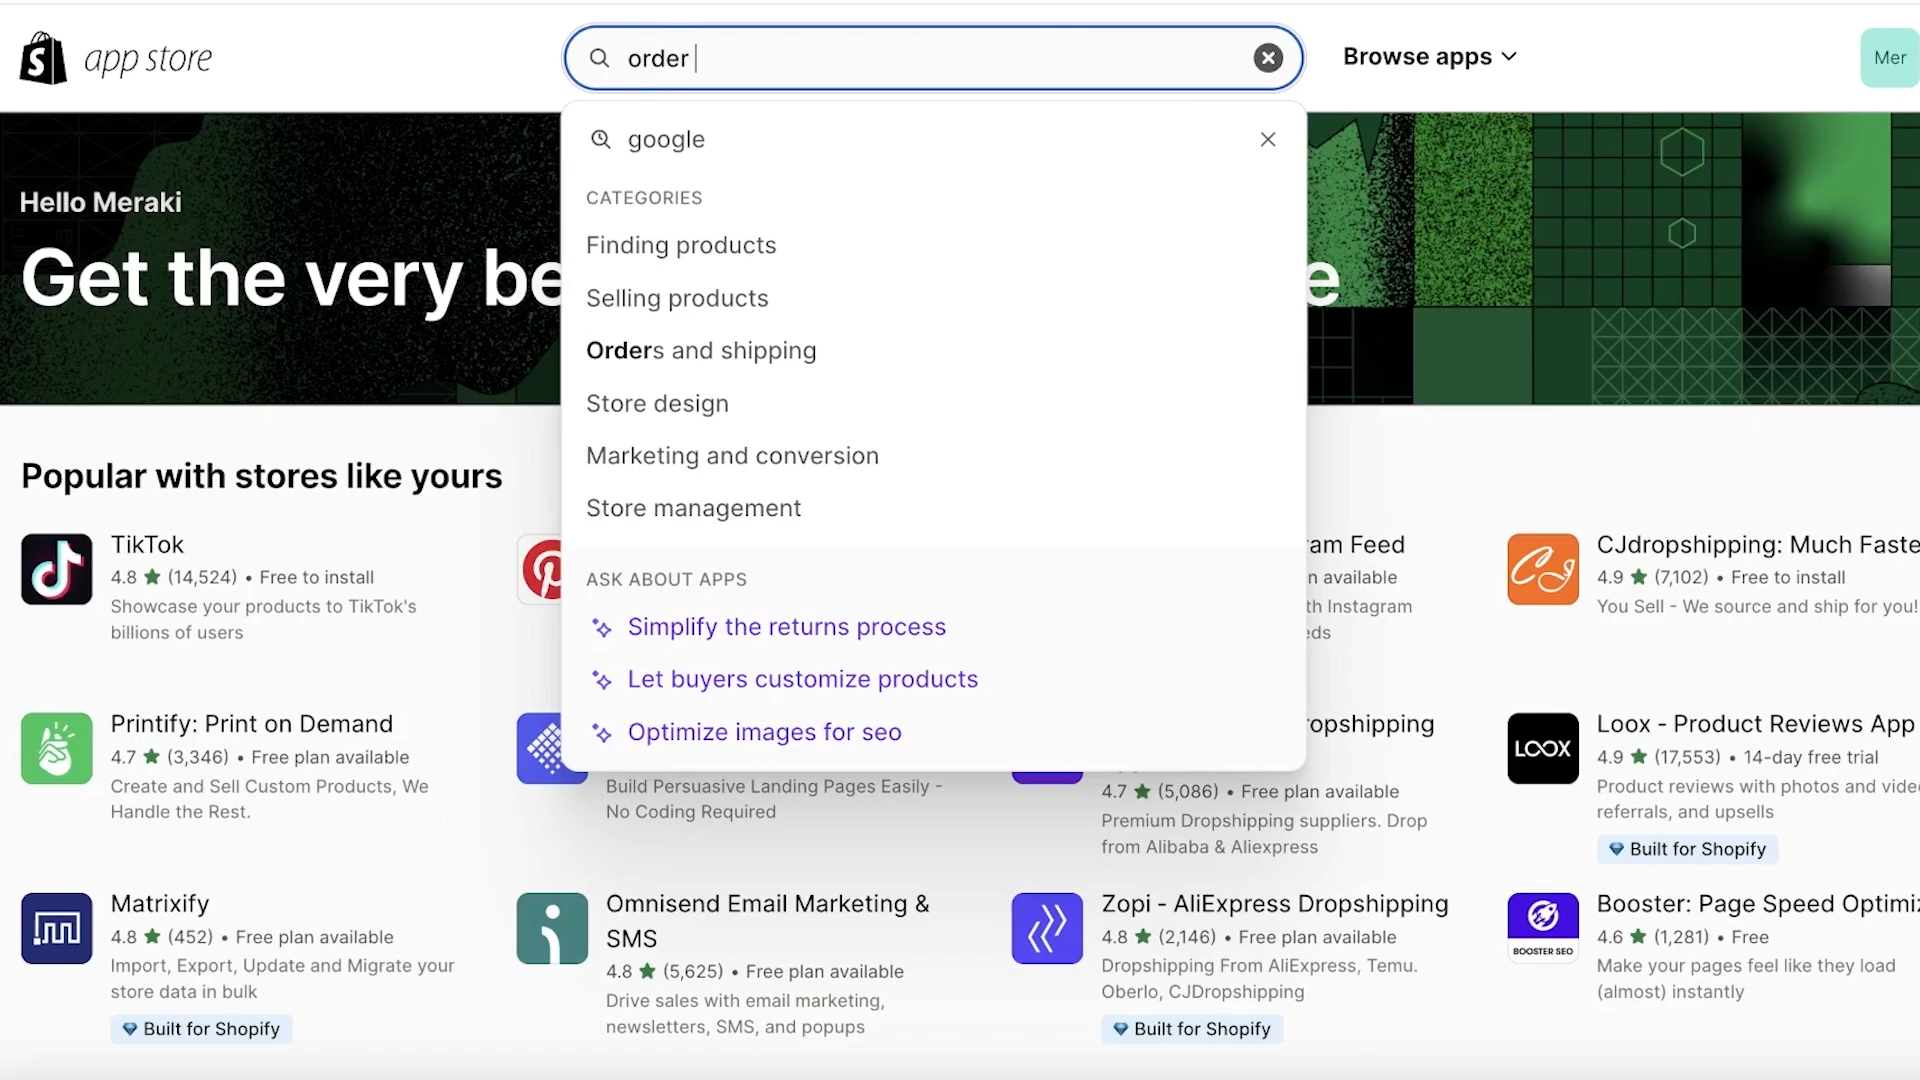 app store
order
Browse apps
Mer
google
CATEGORIES
Finding products
Selling products
Orders and shipping
Store design
Marketing and conversion
Store management
ASK ABOUT APPS
Simplify the returns process
Let buyers customize products
Optimize images for seo
Hello Meraki
Get the very be
e
Popular with stores like yours
TikTok
4.8 ★ (14,524) • Free to install
Showcase your products to TikTok's
billions of users
am Feed
n available
th Instagram
eds
CJdropshipping: Much Faste
4.9 ★ (7,102) • Free to install
You Sell - We source and ship for you!
Printify: Print on Demand
4.7 ★ (3,346) • Free plan available
Create and Sell Custom Products, We
Handle the Rest.
Build Persuasive Landing Pages Easily -
No Coding Required
ropshipping
4.7 ★ (5,086) • Free plan available
Premium Dropshipping suppliers. Drop
from Alibaba & Aliexpress
LOOX
Loox - Product Reviews App
4.9 ★ (17,553) • 14-day free trial
Product reviews with photos and vide
referrals, and upsells
Built for Shopify
Matrixify
4.8 ★ (452) • Free plan available
Import, Export, Update and Migrate your
store data in bulk
Built for Shopify
Omnisend Email Marketing &
SMS
4.8 ★ (5,625) • Free plan available
Drive sales with email marketing,
newsletters, SMS, and popups
Zopi - AliExpress Dropshipping
4.8 ★ (2,146) • Free plan available
Dropshipping From AliExpress, Temu.
Oberlo, CJDropshipping
Built for Shopify
BOOSTER SEO
Booster: Page Speed Optimiz
4.6 ★ (1,281) • Free
Make your pages feel like they load
(almost) instantly